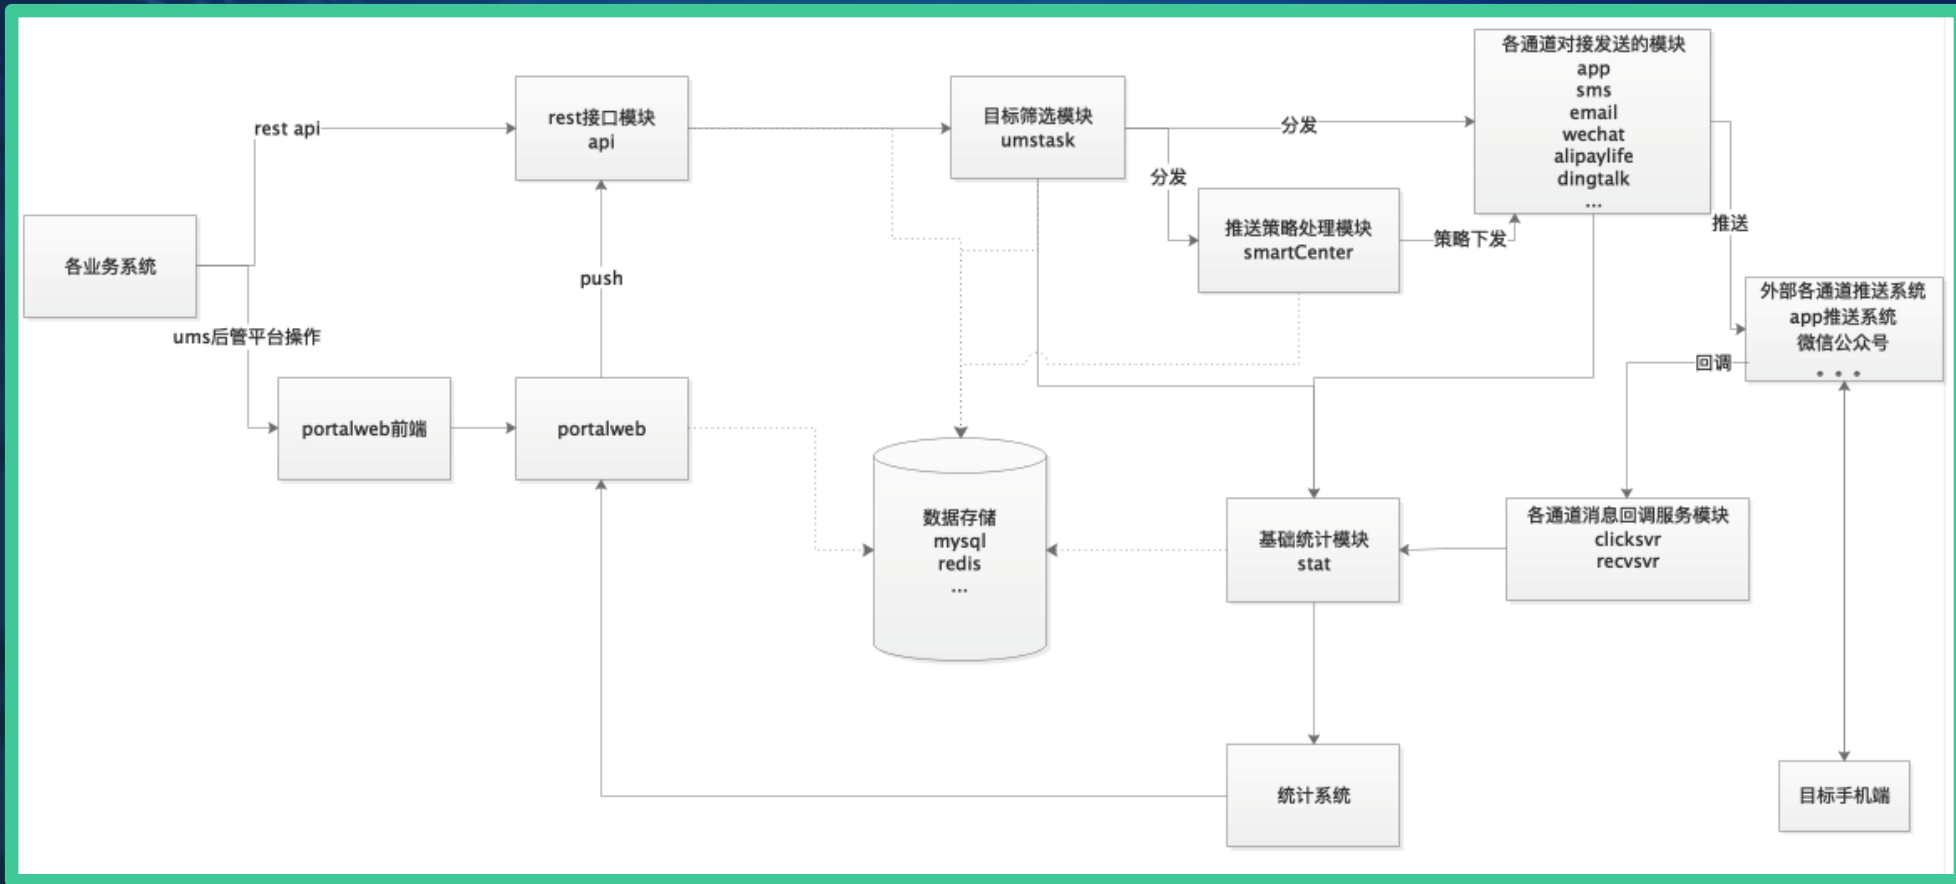 各通道对接发送的模块
app
sms
email
wechat
alipaylife
dingtalk
...
rest接口模块
api
目标筛选模块
umstask
rest api
分发
分发
推送策略处理模块
smartCenter
策略下发
推送
各业务系统
push
外部各通道推送系统
app推送系统
微信公众号
。。。
ums后管平台操作
回调
portalweb前端
portalweb
数据存储
mysql
redis
...
基础统计模块
stat
各通道消息回调服务模块
clicksvr
recvsvr
统计系统
目标手机端